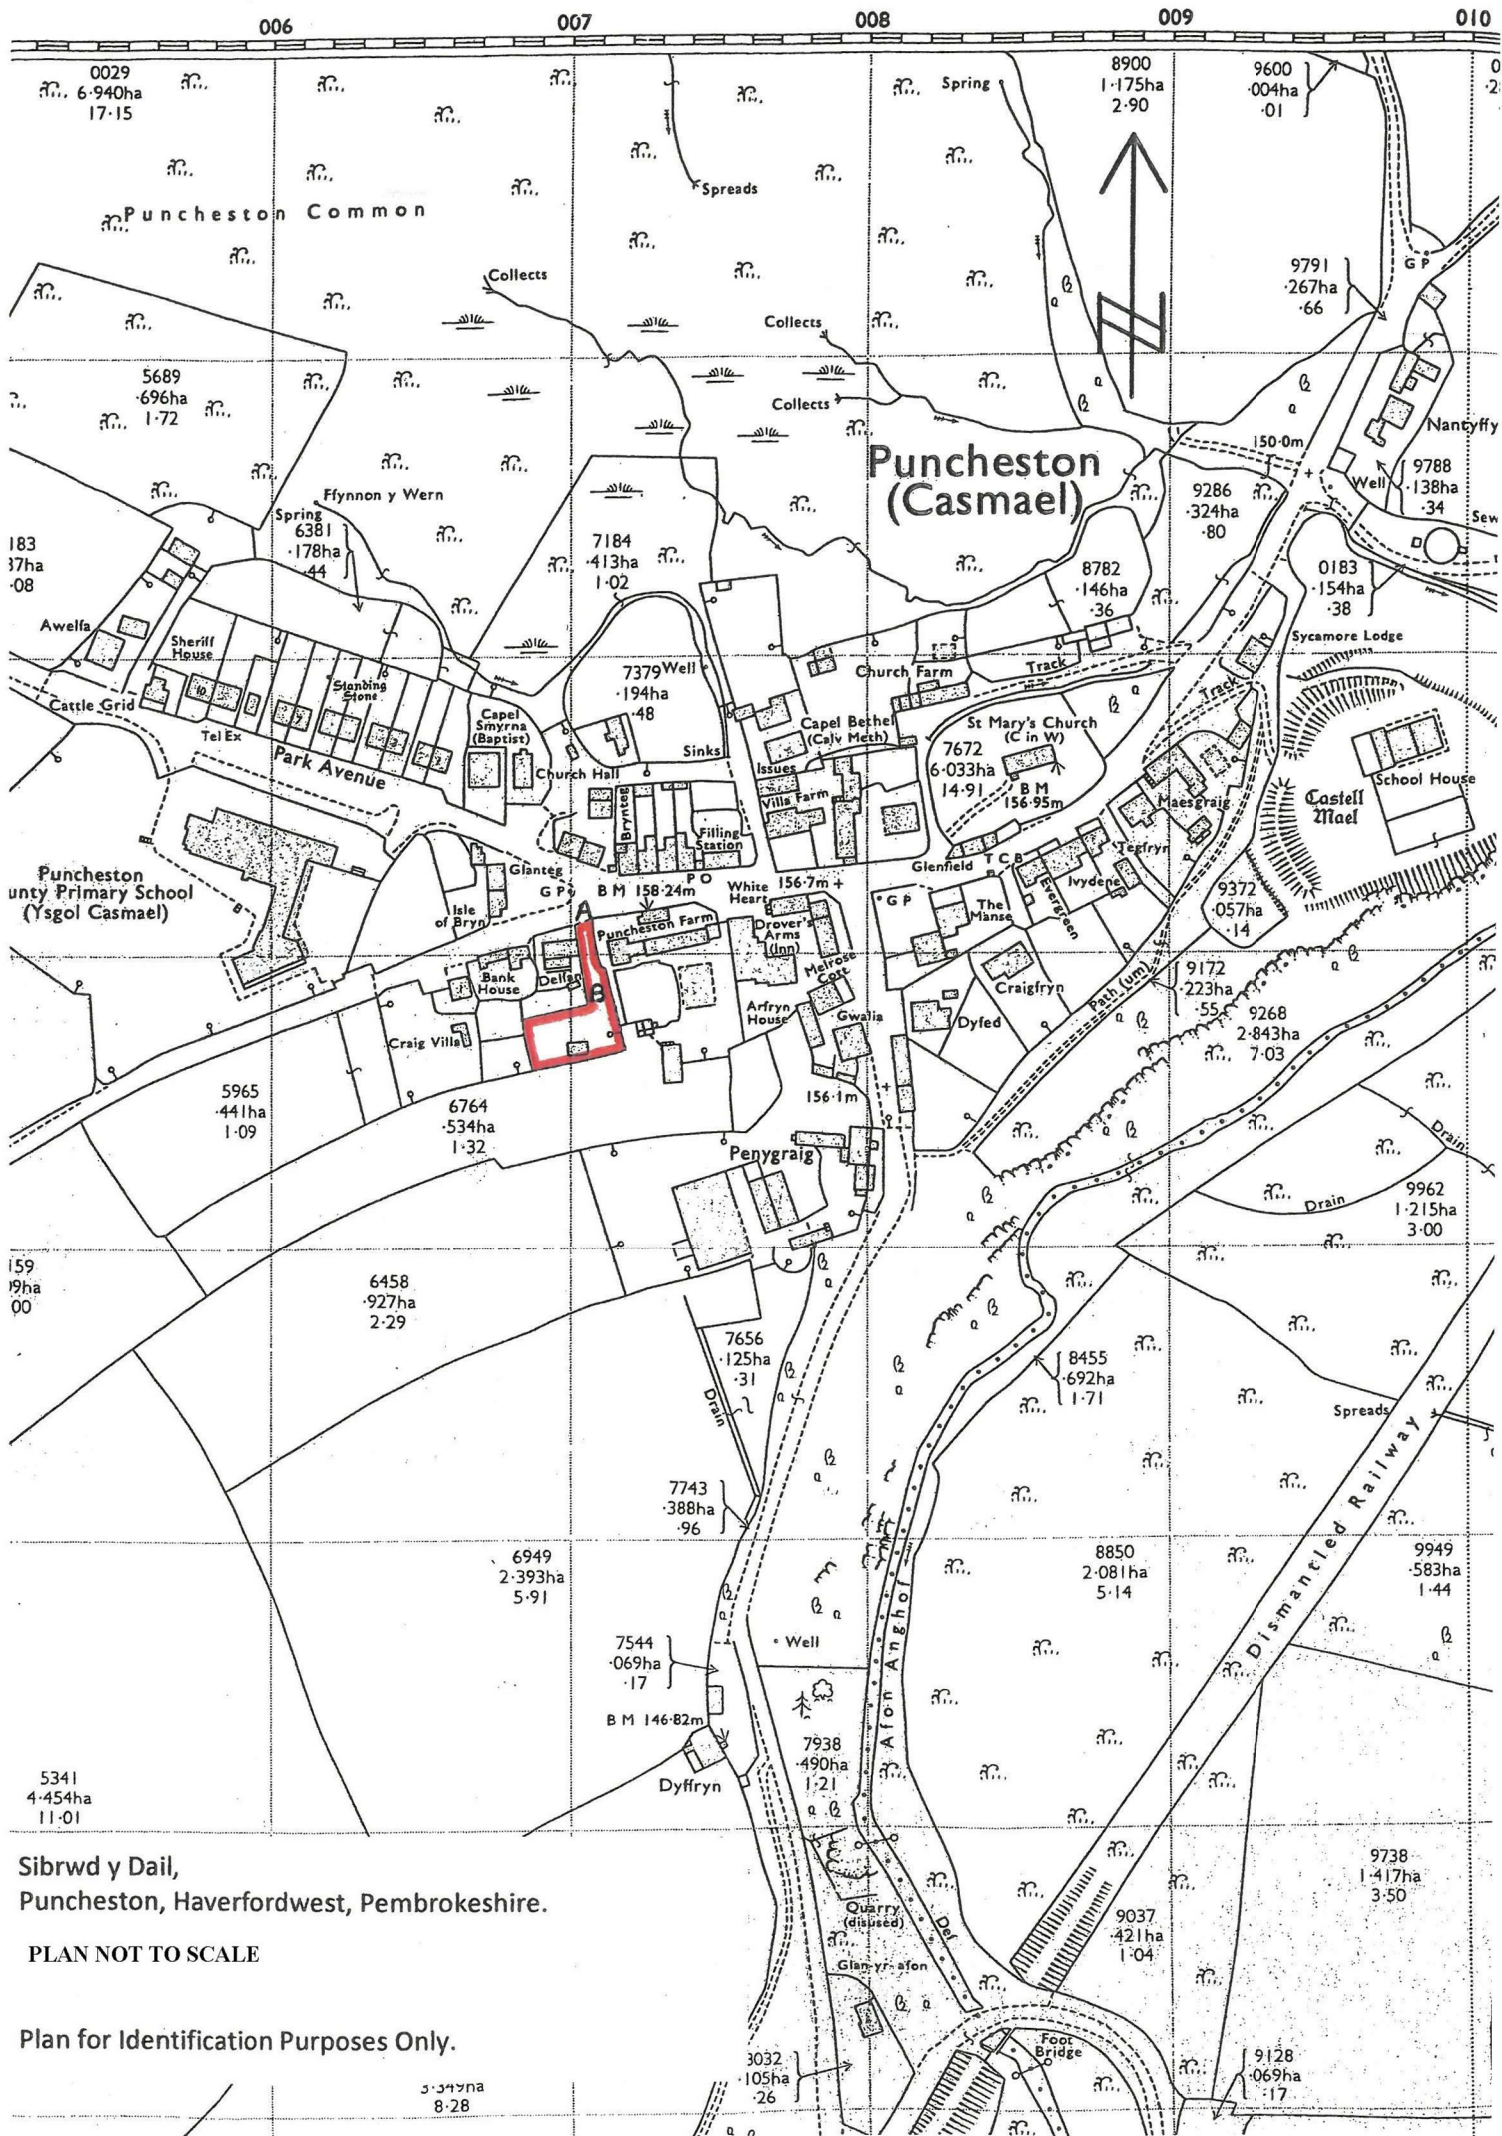 006
007
008
009
010
0029
6·940ha
17·15
Spring
8900
1·175ha
2·90
9600
·004ha
·01
Spreads
Puncheston Common
Collects
Collects
Collects
G P
9791
·267ha
·66
5689
·696ha
1·72
Puncheston
(Casmael)
150·0m
Nantyffy
Well
9788
·138ha
·34
9286
·324ha
·80
Sew
Ffynnon y Wern
Spring
6381
·178ha
·44
7184
·413ha
1·02
8782
·146ha
·36
0183
·154ha
·38
183
37ha
·08
Awelfa
Sheriff
House
Standing
Stone
Cattle Grid
Tel Ex
Park Avenue
Capel
Smyrna
(Baptist)
Church Hall
7379
·194ha
·48
Well
Sinks
Issues
Capel Bethel
(Calv Meth)
Church Farm
Track
St Mary's Church
(C in W)
7672
6·033ha
14·91
B M
156·95m
Sycamore Lodge
Track
School House
Castell
Mael
Maesgraig
Villa Farm
Brynteg
Filling
Station
P O
Glanteg
G P
B M 158·24m
White
Heart
156·7m +
Glenfield
T C B
Tegfryn
Ivydene
Evergreen
The
Manse
G P
9372
·057ha
·14
Puncheston
unty Primary School
(Ysgol Casmael)
Isle
of Bryn
A
Puncheston Farm
Drover's
Arms
(Inn)
Melrose
Cott
Bank
House
Delfan
B
Craig Villa
Arfryn
House
Gwalia
Dyfed
Craigfryn
Path (um)
9172
·223ha
·55
9268
2·843ha
7·03
5965
·441ha
1·09
6764
·534ha
1·32
156·1m
Penygraig
Drain
Drain
9962
1·215ha
3·00
159
9ha
00
6458
·927ha
2·29
7656
·125ha
·31
Drain
8455
·692ha
1·71
Spreads
Dismantled Railway
7743
·388ha
·96
6949
2·393ha
5·91
8850
2·081ha
5·14
9949
·583ha
1·44
7544
·069ha
·17
Well
Afon Anghof
B M 146·82m
Dyffryn
7938
·490ha
1·21
5341
4·454ha
11·01
Sibrwd y Dail,
Puncheston, Haverfordwest, Pembrokeshire.
PLAN NOT TO SCALE
Plan for Identification Purposes Only.
Quarry
(disused)
Def
Glan-yr-afon
9738
1·417ha
3·50
9037
·421ha
1·04
Foot
Bridge
3032
·105ha
·26
9128
·069ha
·17
3·349ha
8·28